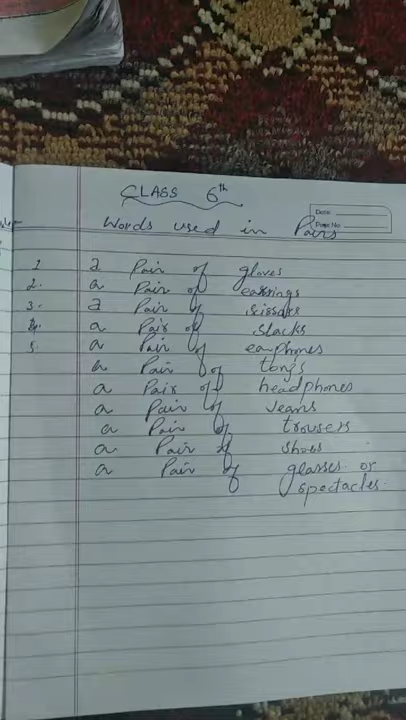 CLASS 6th
Date
Page No
Words used in Pairs
1 a Pair of gloves
2. a Pair of earrings
3. a Pair of scissors
4. a Pair of slacks
5. a Pair of earphones
a Pair of tongs
a Pair of headphones
a Pair of Jeans
a Pair of trousers
a Pair of shoes
a Pair of glasses or
spectacles.